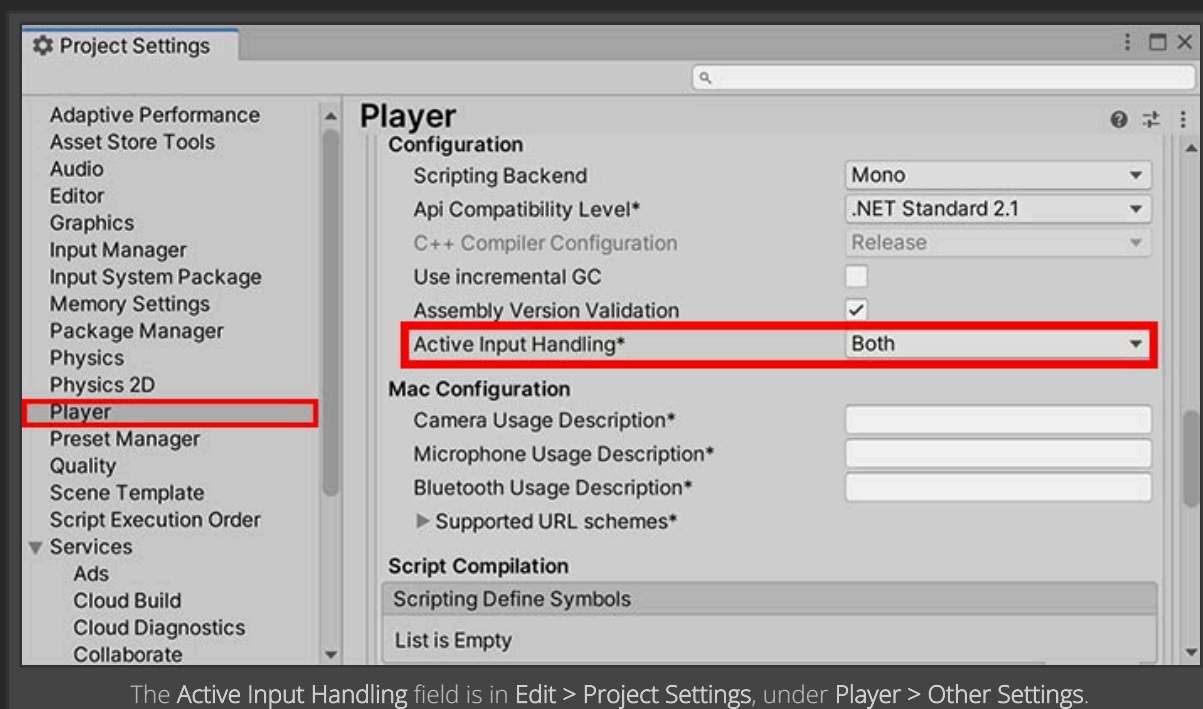 Project Settings
Adaptive Performance
Asset Store Tools
Audio
Editor
Graphics
Input Manager
Input System Package
Memory Settings
Package Manager
Physics
Physics 2D
Player
Preset Manager
Quality
Scene Template
Script Execution Order
Services
Ads
Cloud Build
Cloud Diagnostics
Collaborate
Player
Configuration
Scripting Backend Mono
Api Compatibility Level* .NET Standard 2.1
C++ Compiler Configuration Release
Use incremental GC
Assembly Version Validation
Active Input Handling* Both
Mac Configuration
Camera Usage Description*
Microphone Usage Description*
Bluetooth Usage Description*
Supported URL schemes*
Script Compilation
Scripting Define Symbols
List is Empty
The Active Input Handling field is in Edit > Project Settings, under Player > Other Settings.